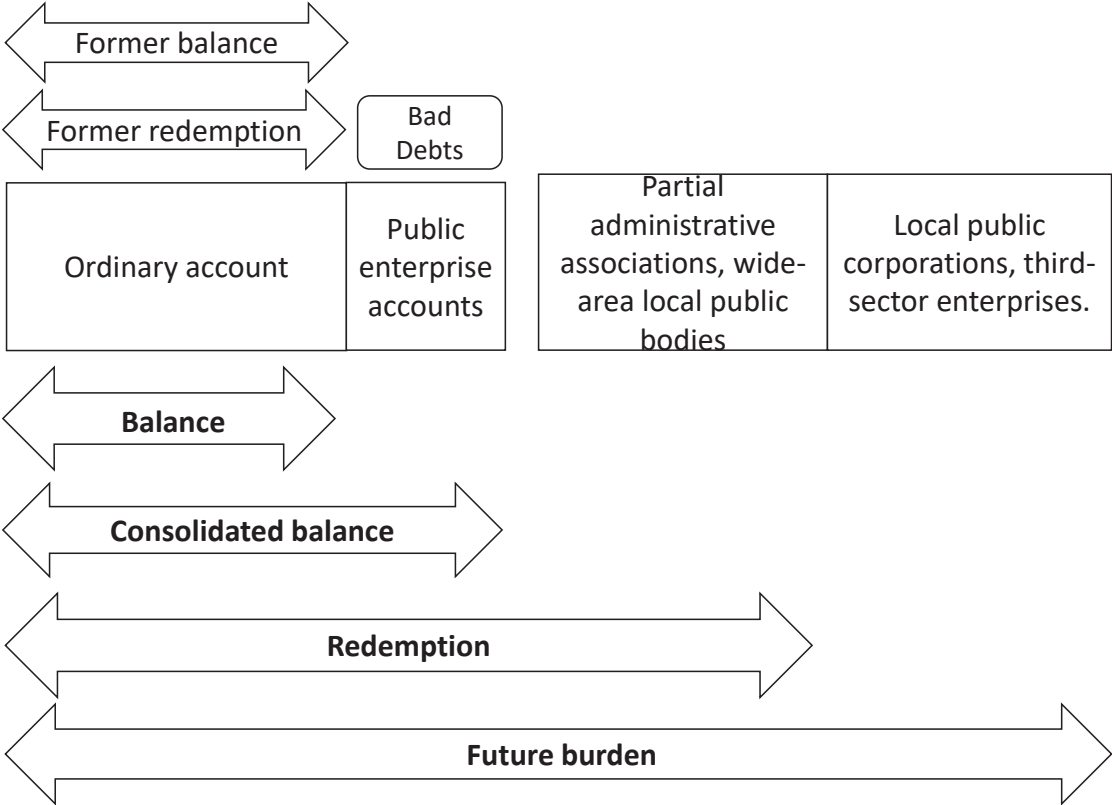 Former balance
Former redemption
Bad
Debts
Ordinary account
Public
enterprise
accounts
Partial
administrative
associations, wide-
area local public
bodies
Local public
corporations, third-
sector enterprises.
Balance
Consolidated balance
Redemption
Future burden